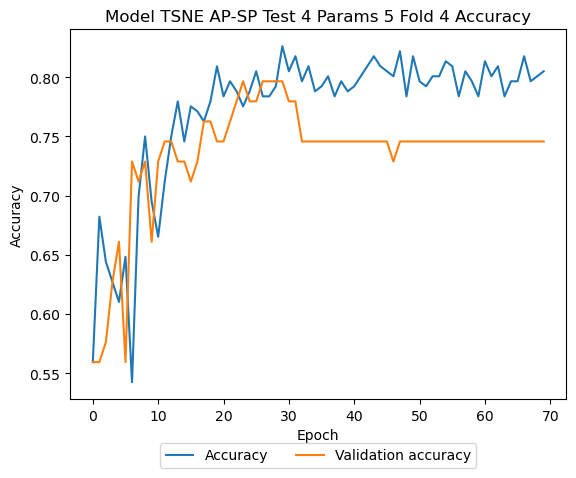 Model TSNE AP-SP Test 4 Params 5 Fold 4 Accuracy
Accuracy
0.80
0.75
0.70
0.65
0.60
0.55
0 10 20 30 40 50 60 70
Epoch
Accuracy Validation accuracy